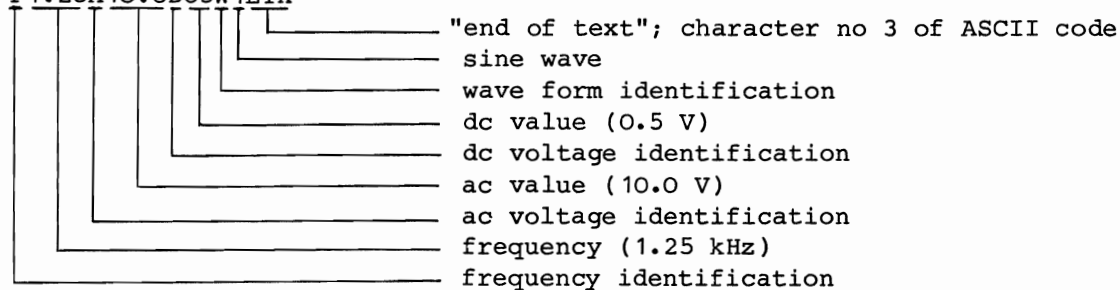 "end of text"; character no 3 of ASCII code
sine wave
wave form identification
dc value (0.5 V)
dc voltage identification
ac value (10.0 V)
ac voltage identification
frequency (1.25 kHz)
frequency identification